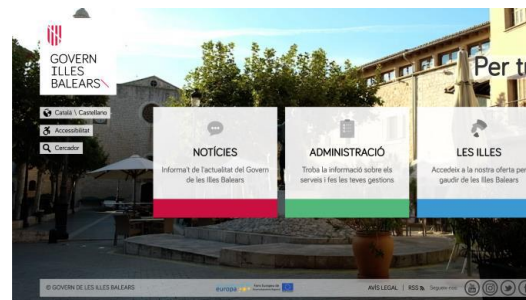 GOVERN
ILLES
BALEARS
Per t
Català \ Castellano
Accessibilitat
Cercador
NOTÍCIES
Informa't de l'actualitat del Govern
de les Illes Balears
ADMINISTRACIÓ
Troba la informació sobre els
serveis i fes les teves gestions
LES ILLES
Accedeix a la nostra oferta per
gaudir de les Illes Balears
© GOVERN DE LES ILLES BALEARS
europa
AVÍS LEGAL | RSS
Segueix-nos